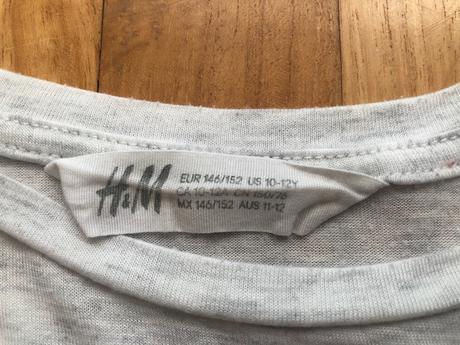 H&M
EUR 146/152 US 10-12Y
CA 10-12A CN 150/76
MX 146/152 AUS 11-12